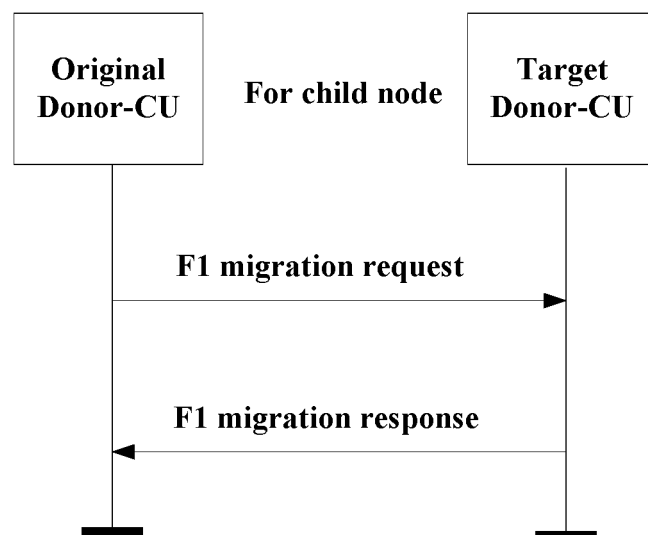 Original
Donor-CU
For child node
Target
Donor-CU
F1 migration request
F1 migration response